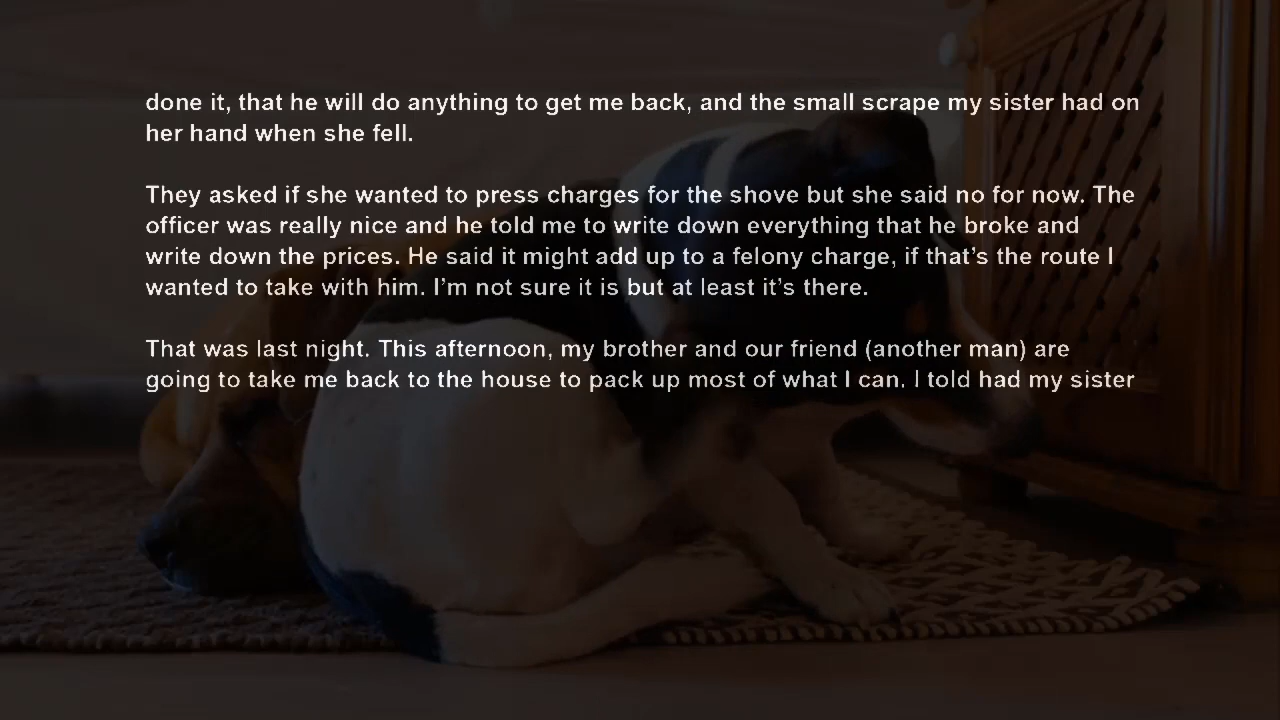 done it, that he will do anything to get me back, and the small scrape my sister had on
her hand when she fell.
They asked if she wanted to press charges for the shove but she said no for now. The
officer was really nice and he told me to write down everything that he broke and
write down the prices. He said it might add up to a felony charge, if that’s the route I
wanted to take with him. I’m not sure it is but at least it’s there.
That was last night. This afternoon, my brother and our friend (another man) are
going to take me back to the house to pack up most of what I can. I told had my sister